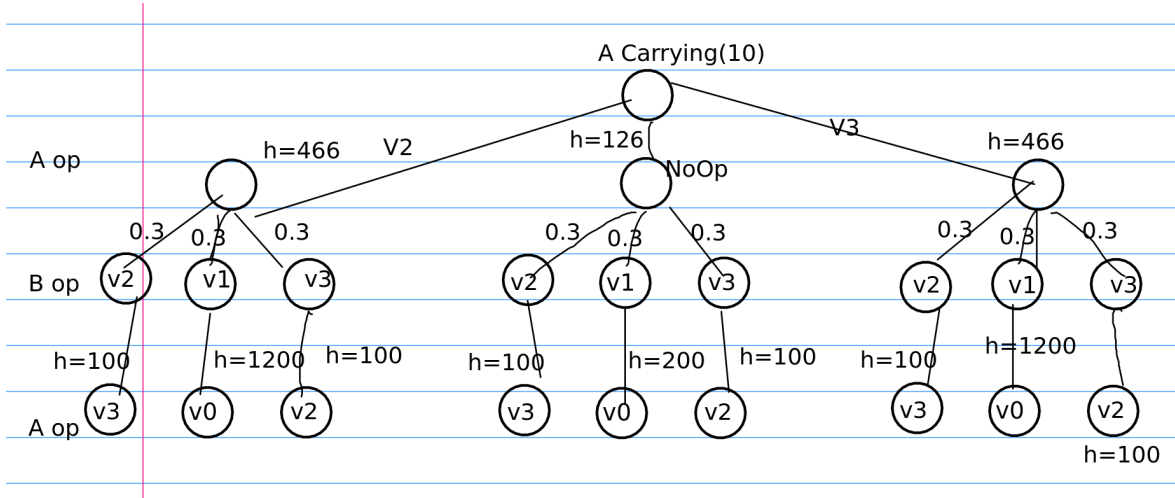 A Carrying(10)
V3
h=126
h=466
V2
h=466
A op
NoOp
0.3 0.3 0.3 0.3 0.3 0.3 0.3 0.3 0.3
B op v2 v1 v3 v2 v1 v3 v2 v1 v3
h=100 h=1200 h=100 h=100 h=200 h=100 h=100 h=1200
A op v3 v0 v2 v3 v0 v2 v3 v0 v2
h=100